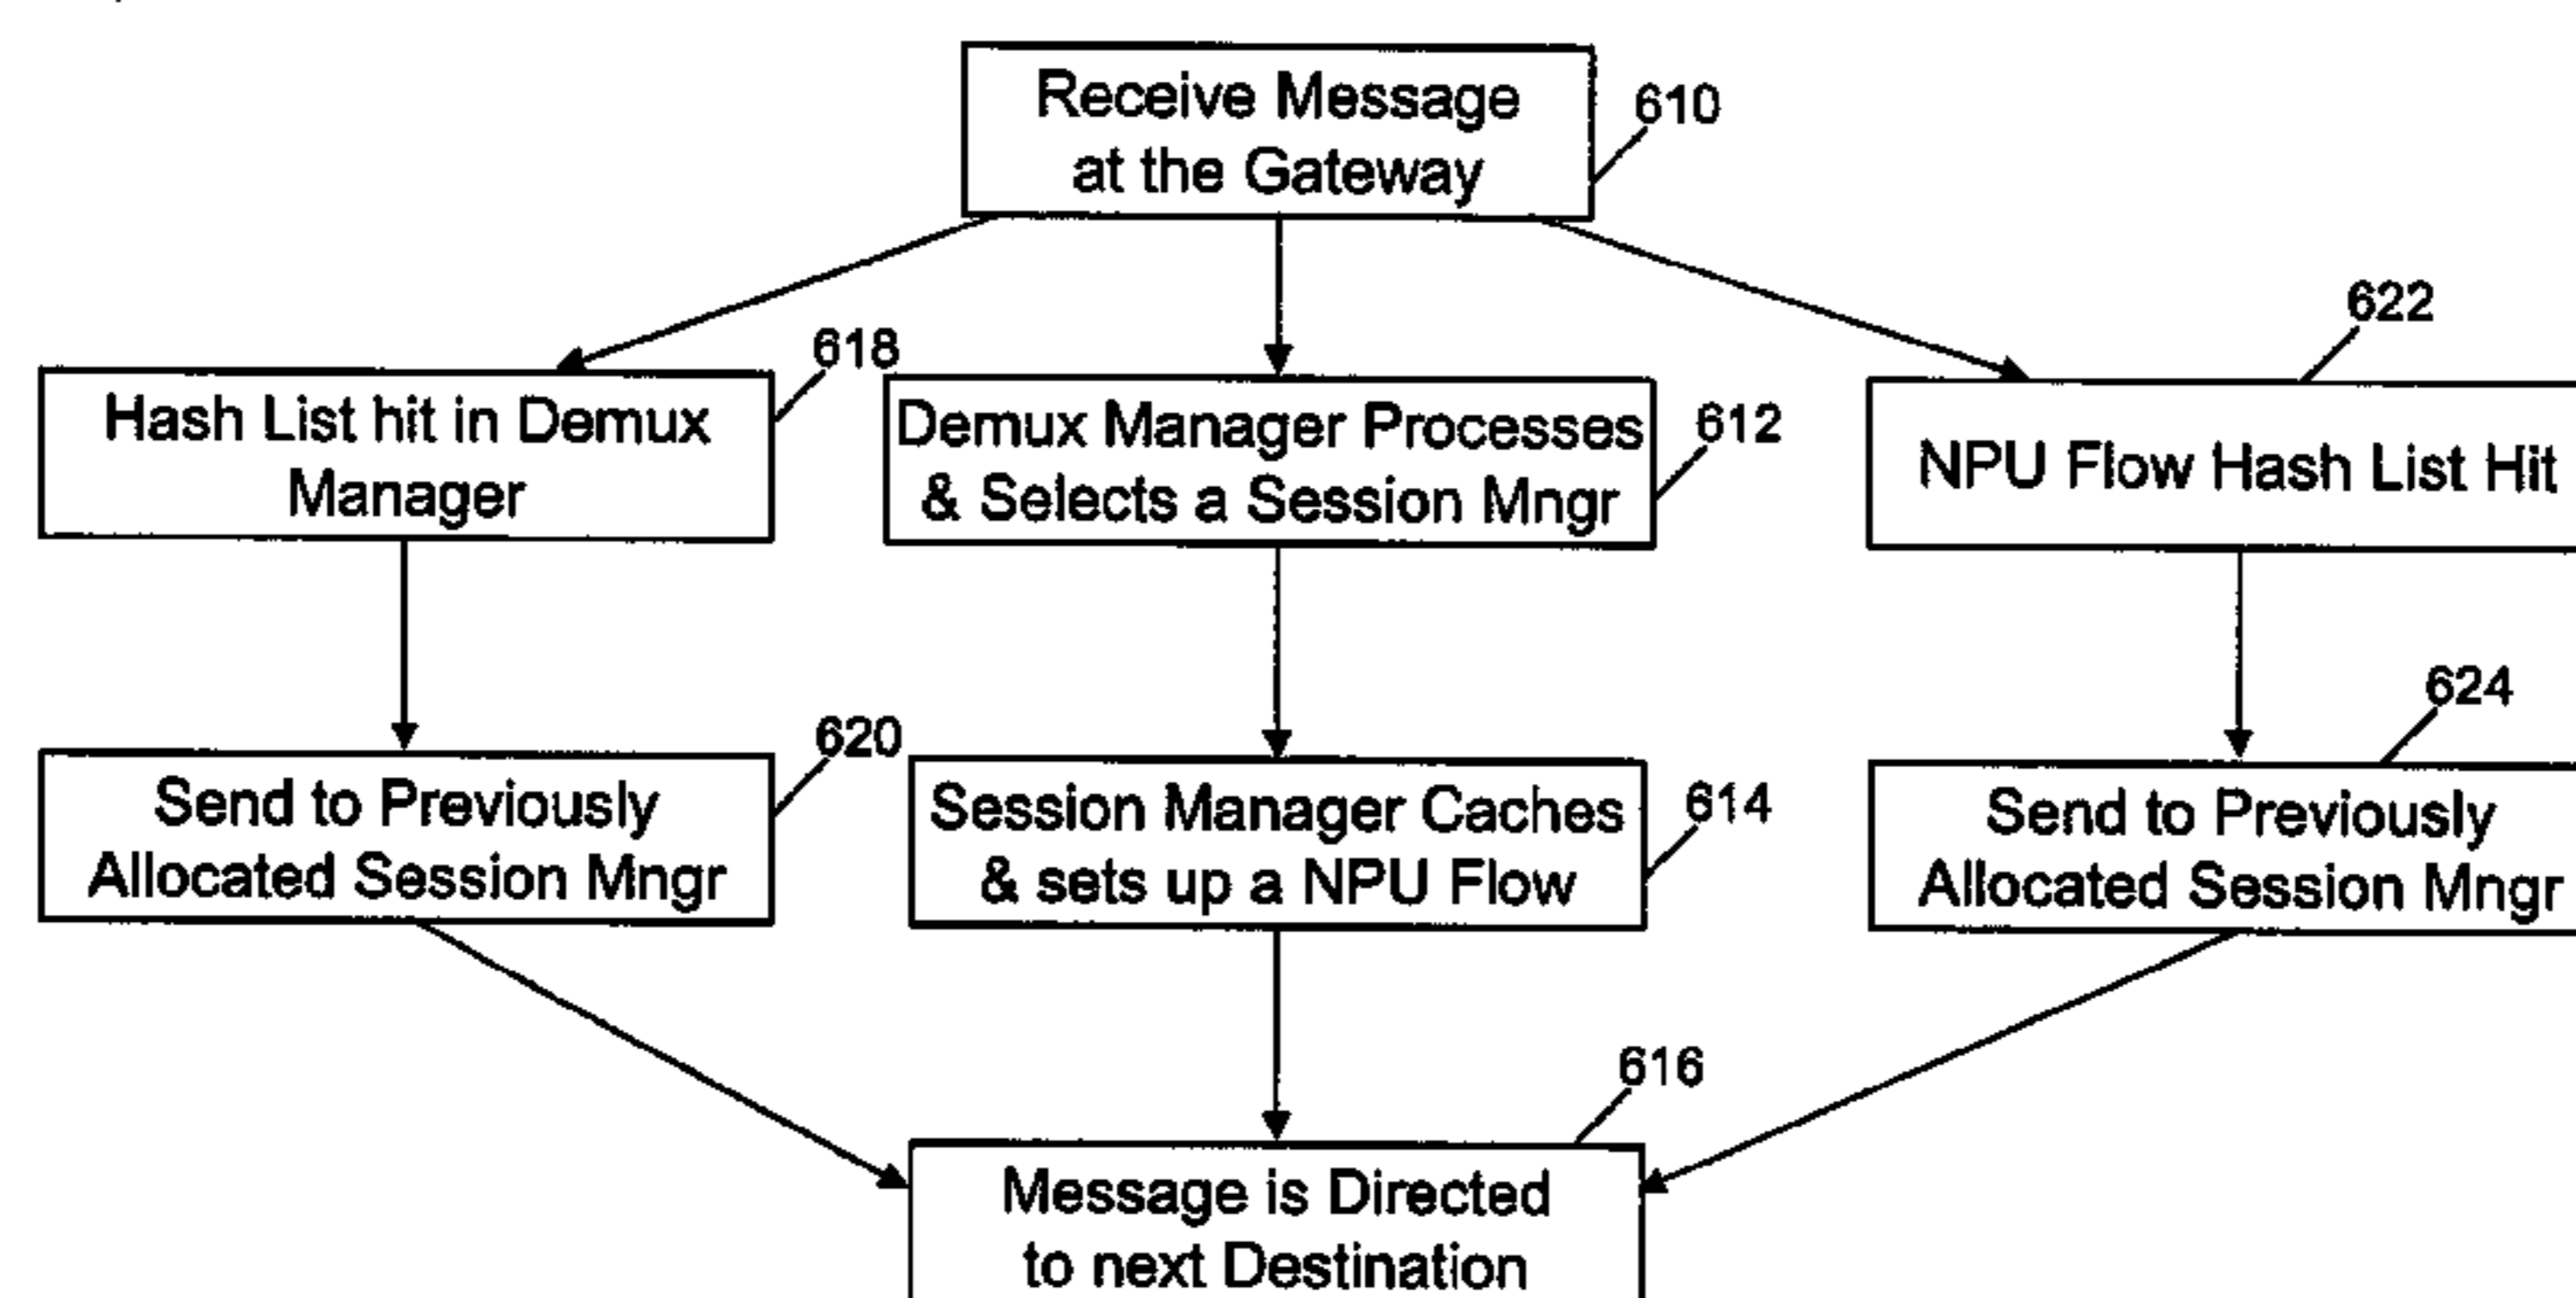 Receive Message
at the Gateway
610
618
Hash List hit in Demux
Manager
Demux Manager Processes
& Selects a Session Mngr
612
622
NPU Flow Hash List Hit
620
Send to Previously
Allocated Session Mngr
Session Manager Caches
& sets up a NPU Flow
614
624
Send to Previously
Allocated Session Mngr
616
Message is Directed
to next Destination